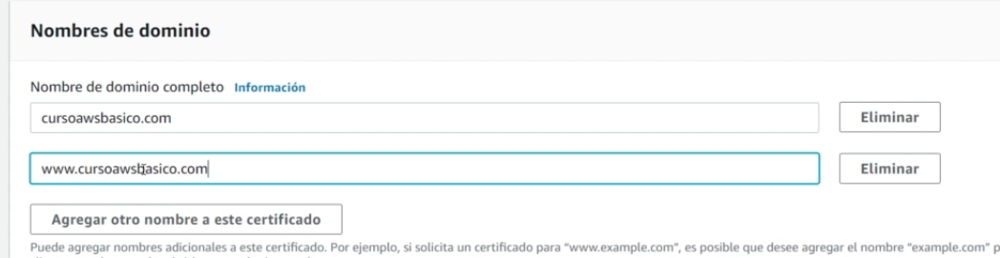 Nombres de dominio
Nombre de dominio completo Información
cursoawsbasico.com Eliminar
www.cursoawsbasico.com Eliminar
Agregar otro nombre a este certificado
Puede agregar nombres adicionales a este certificado. Por ejemplo, si solicita un certificado para “www.example.com”, es posible que desee agregar el nombre “example.com” p